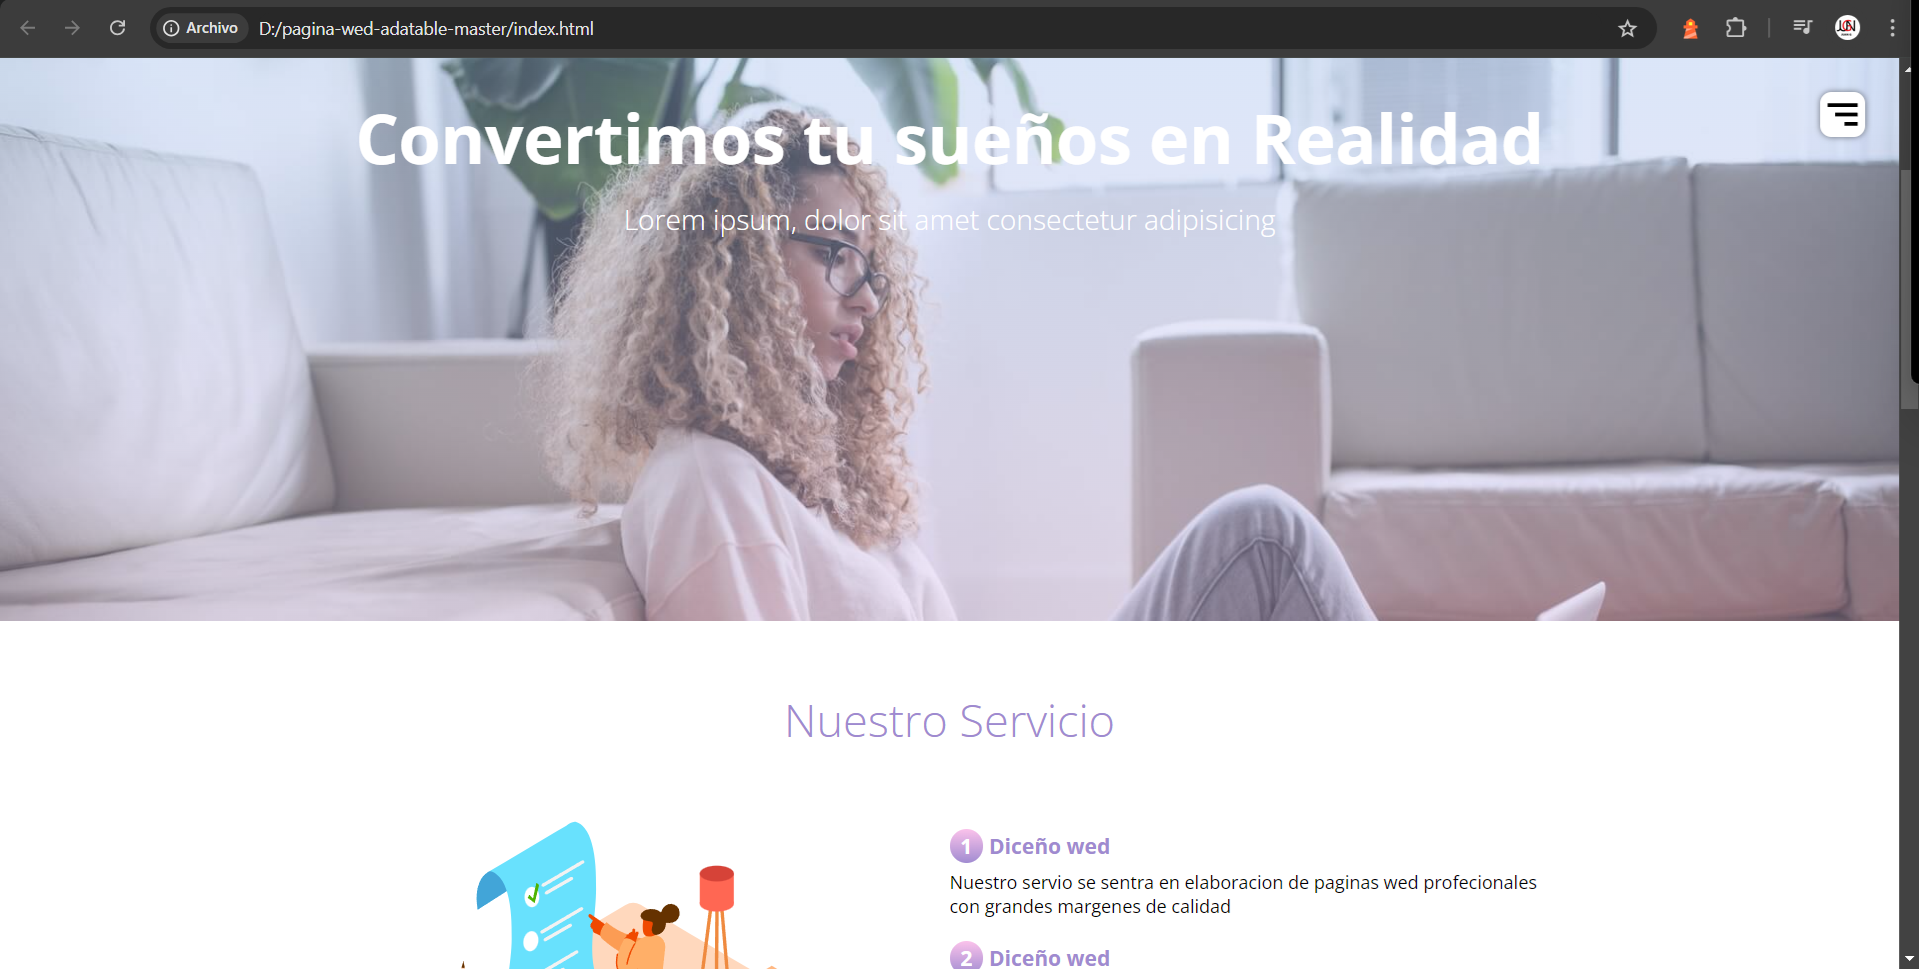 Archivo
D:/pagina-wed-adatable-master/index.html
Convertimos tu sueños en Realidad
Lorem ipsum, dolor sit amet consectetur adipisicing
Nuestro Servicio
1 Diceño wed
Nuestro servio se sentra en elaboracion de paginas wed profecionales
con grandes margenes de calidad
2 Diceño wed